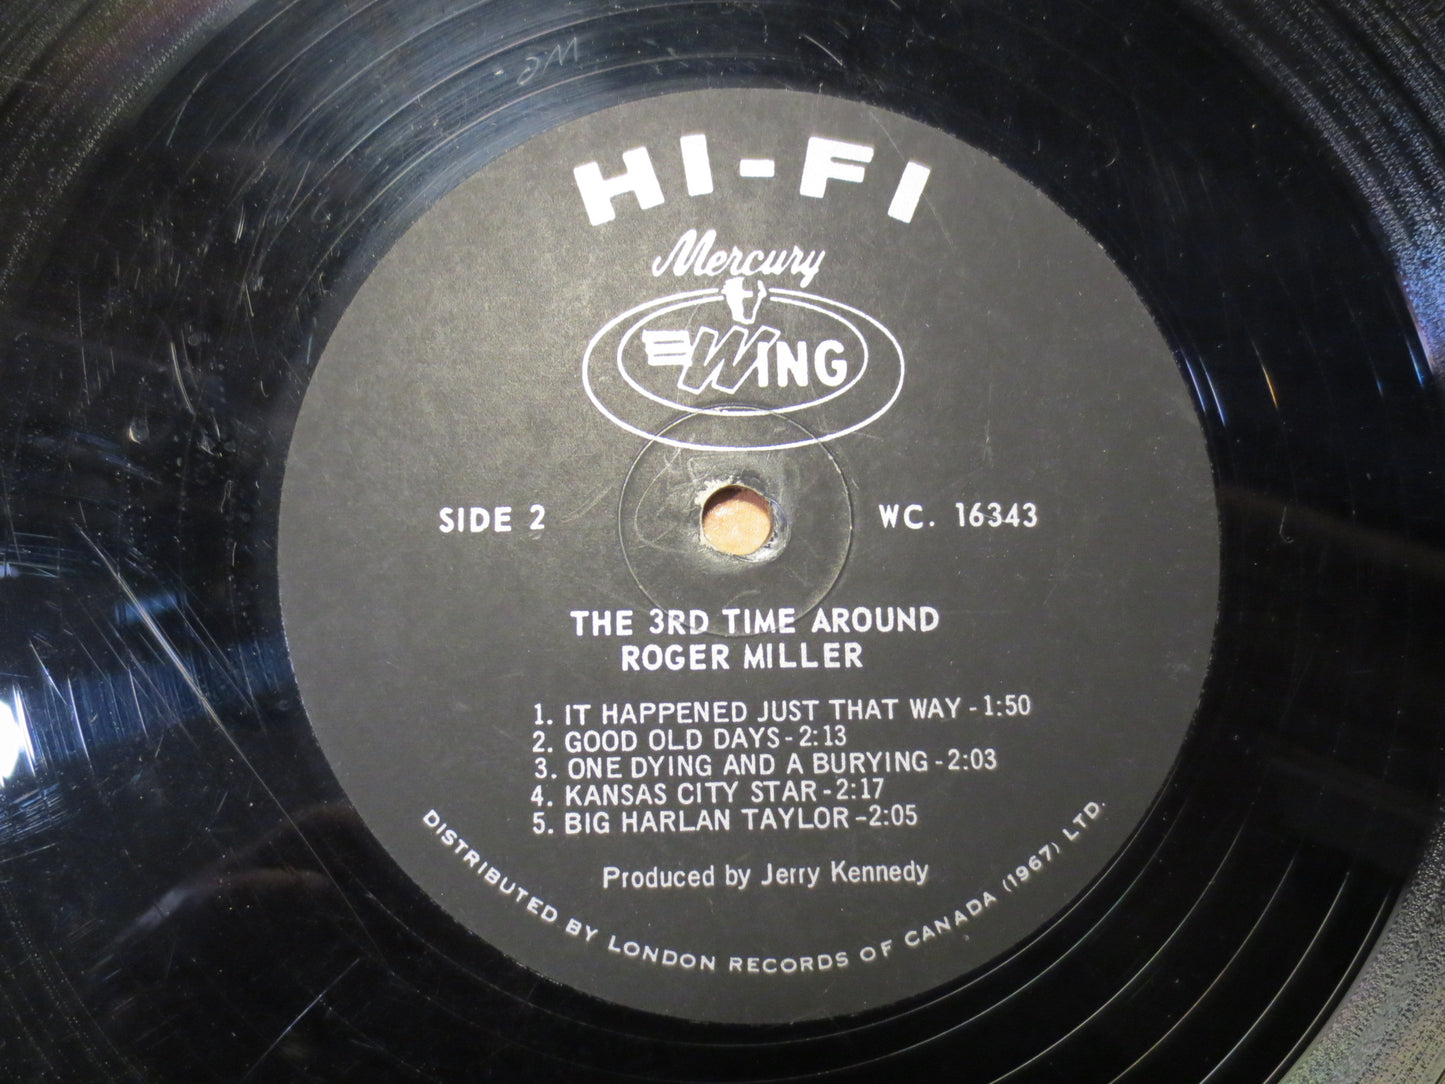 HI-FI
Mercury
WING
SIDE 2
WC. 16343
THE 3RD TIME AROUND
ROGER MILLER
1. IT HAPPENED JUST THAT WAY - 1:50
2. GOOD OLD DAYS - 2:13
3. ONE DYING AND A BURYING - 2:03
4. KANSAS CITY STAR - 2:17
5. BIG HARLAN TAYLOR - 2:05
Produced by Jerry Kennedy
DISTRIBUTED BY LONDON RECORDS OF CANADA (1967) LTD.